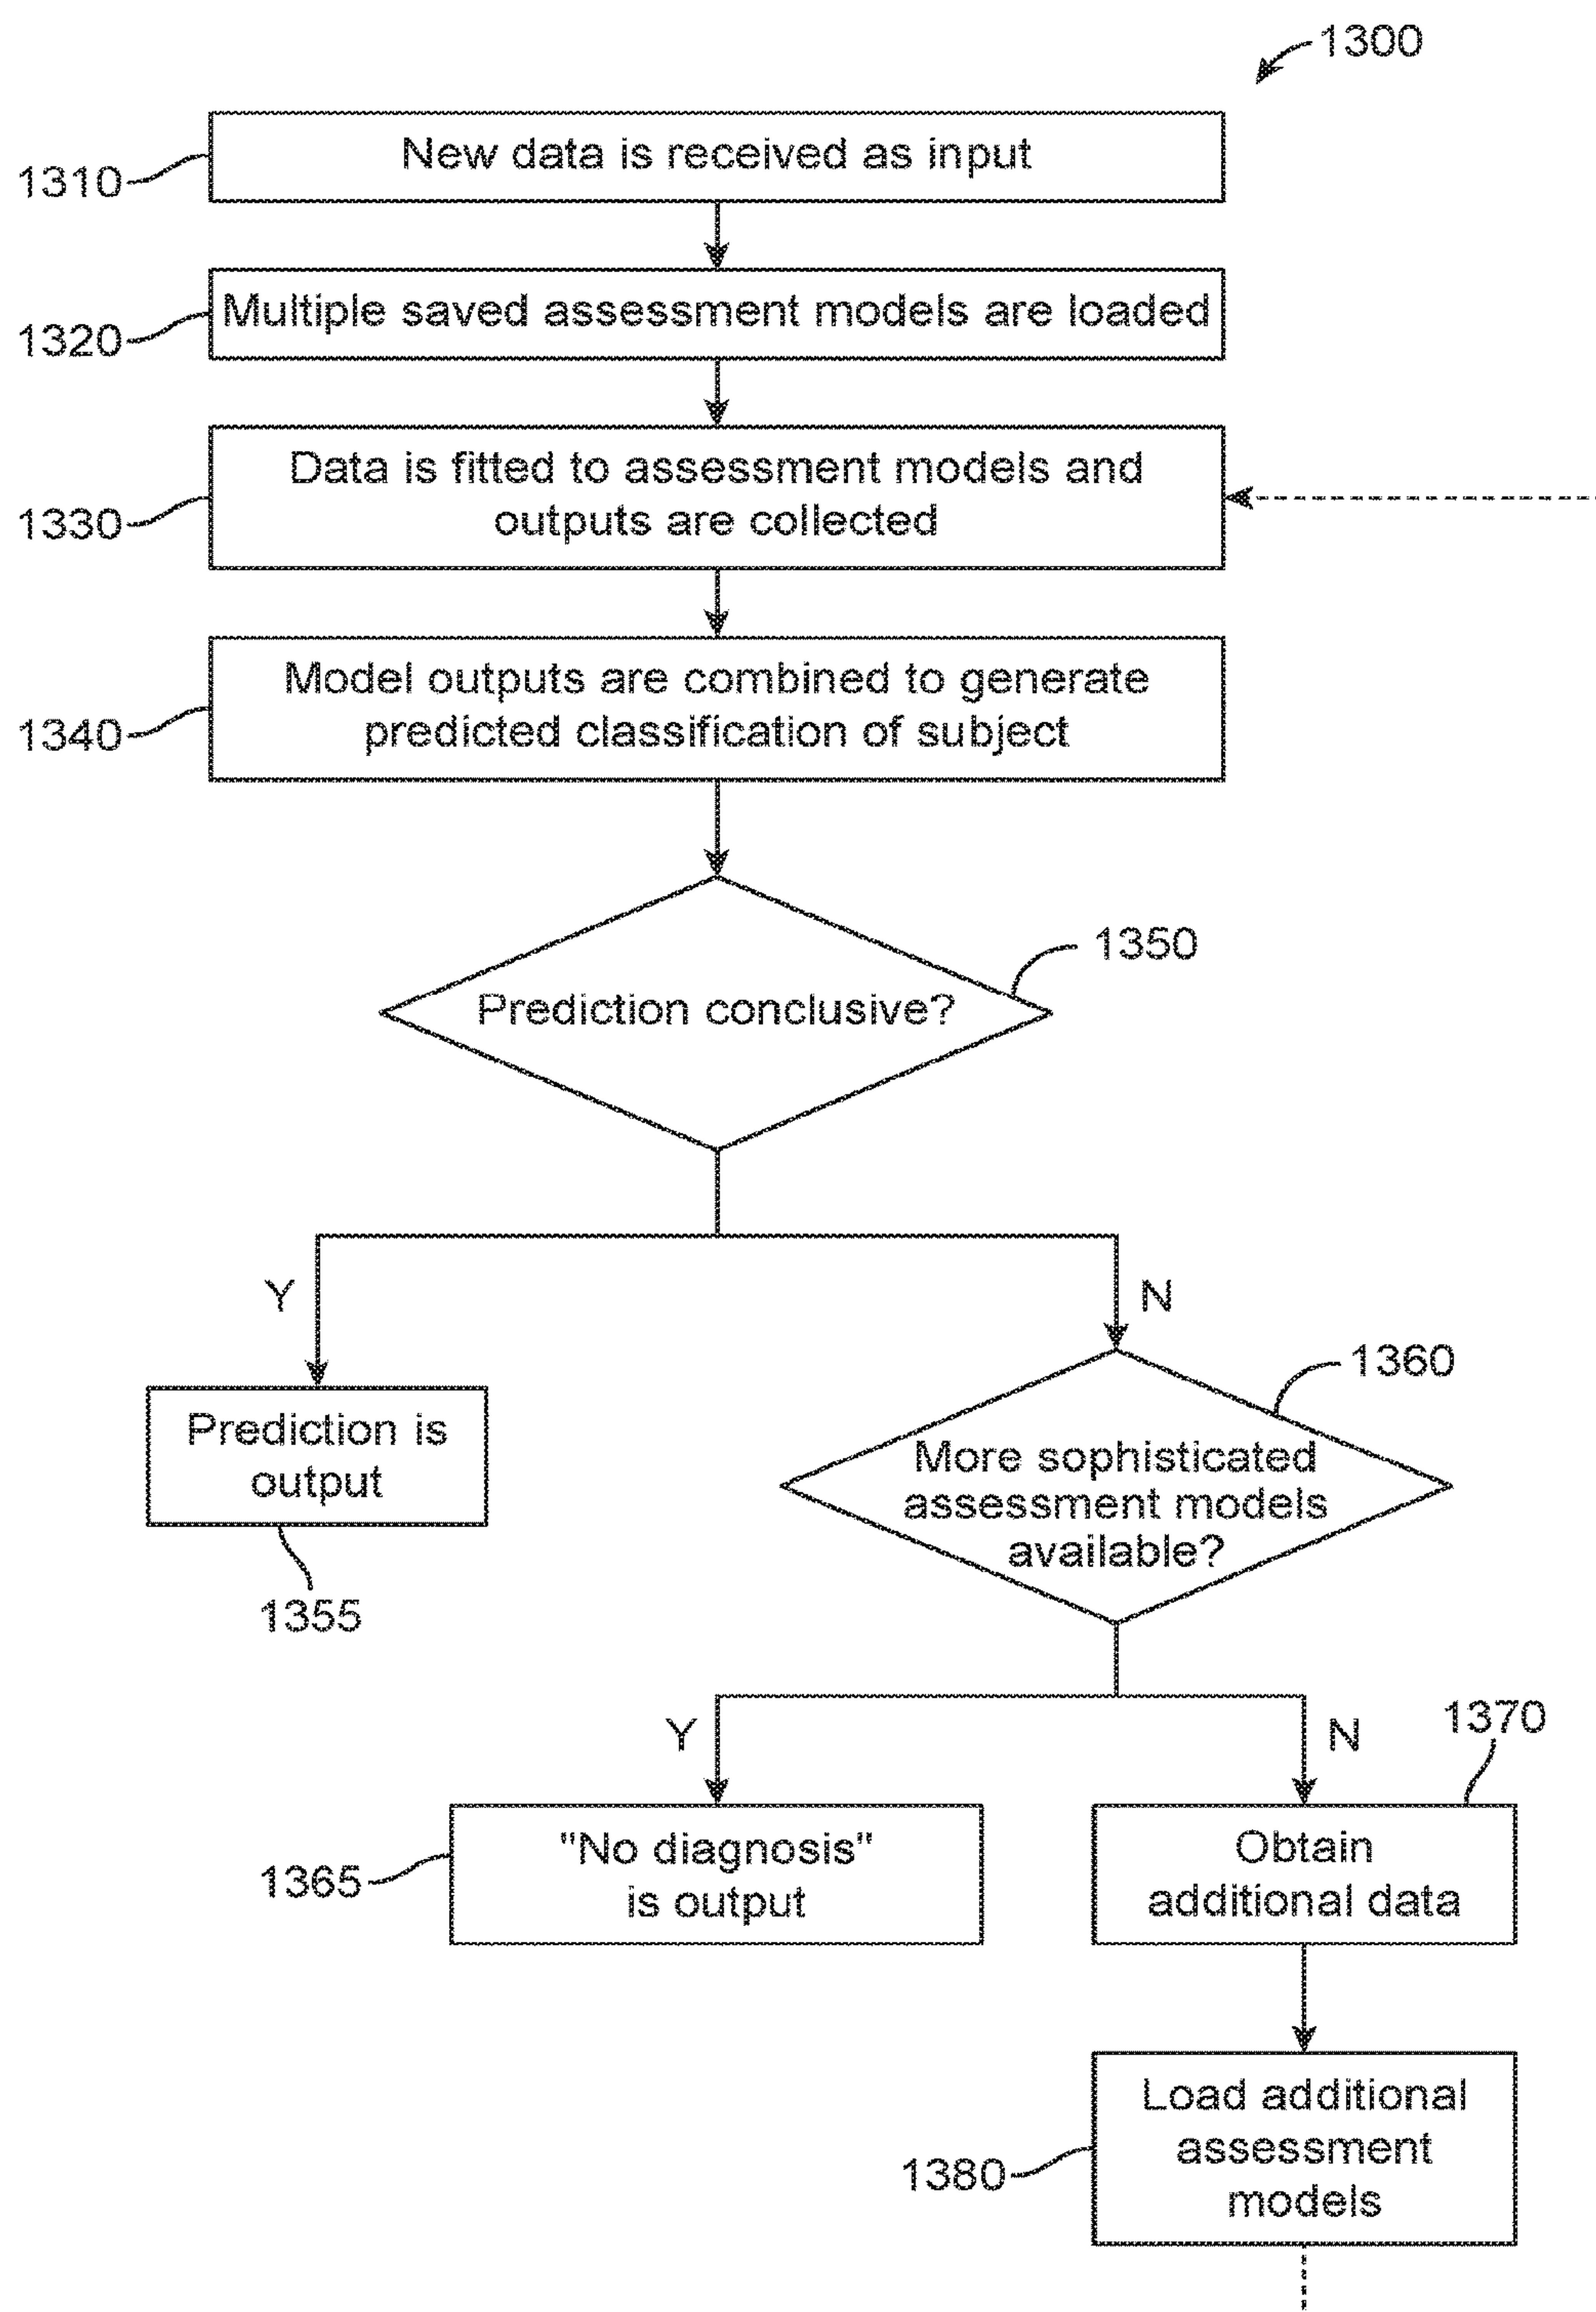 1300
New data is received as input
1310
Multiple saved assessment models are loaded
1320
Data is fitted to assessment models and
outputs are collected
1330
Model outputs are combined to generate
predicted classification of subject
1340
1350
Prediction conclusive?
Y
N
1360
Prediction is
output
1355
More sophisticated
assessment models
available?
Y
N
1370
"No diagnosis"
is output
1365
Obtain
additional data
Load additional
assessment
models
1380